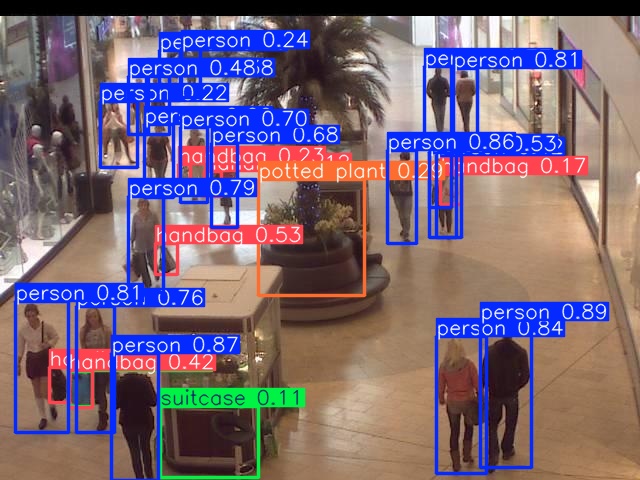 person 0.24
person 0.81
0.48
person 0.22
person 0.70
person 0.68
person 0.86
0.53
handbag 0.23
handbag 0.17
potted plant 0.29
person 0.79
handbag 0.53
person 0.81
0.76
person 0.89
person 0.84
person 0.87
handbag 0.42
suitcase 0.11